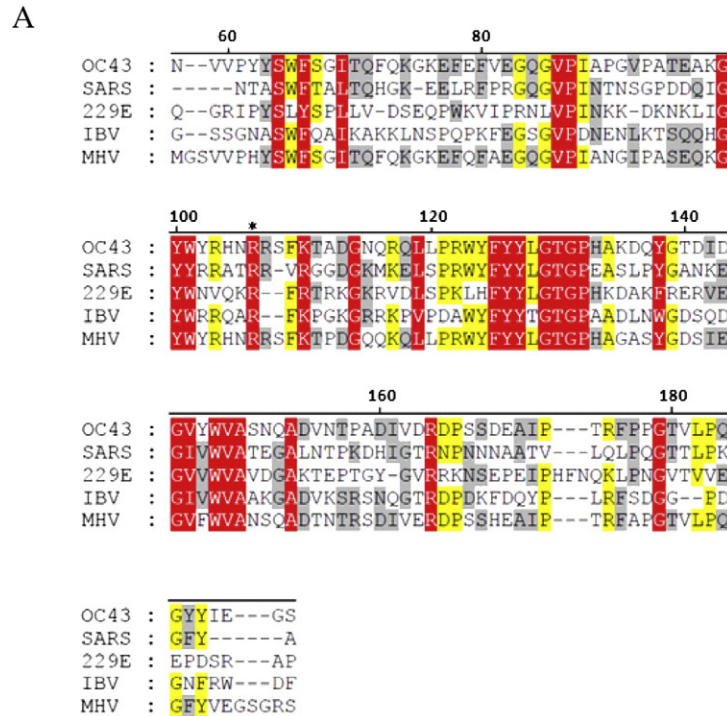 A
60 80
OC43 : N--VVPYYSWFSGITQFQKGKEFEFVEGQGVPIAPGVPATEAKG
SARS : -----NTASWFTALTQHGK-EELRFPRGQGVPINTNSGPDDQIG
229E : Q--GRIPYSLYSPLLV-DSEQPWKVIPRNLVPINKK-DKNKLIG
IBV : G--SSGNASWFQAIKAKKLNSPQPKFEGSGVPDNENLKTSQQHG
MHV : MGSVVPHYSWFSGITQFQKGKEFQFAEGQGVPIANGIPASEQKG
100 * 120 140
OC43 : YWYRHNRRSFKTADGNQRQLLPRWYFYYLGTGPHAKDQYGTDID
SARS : YYRRATRR-VRGGDGKMKELSPRWYFYYLGTGPEASLPYGANKE
229E : YWNVQKR--FRTRKGKRVDLSPKLHFYYLGTGPHKDAKFRERVE
IBV : YWRRQAR--FKPGKGRRKPVPDAWYFYYTGTGPAADLNWGDSQD
MHV : YWYRHNRRSFKTPDGQQKQLLPRWYFYYLGTGPHAGASYGDSIE
160 180
OC43 : GVYWVASNQADVNTPADIVDRDPSSDEAIP---TRFPPGTVLPQ
SARS : GIVWVATEGALNTPKDHIGTRNPNNNAATV---LQLPQGTTLPK
229E : GVVWVAVDGAKTEPTGY-GVRRKNSEPEIPHFNQKLPNGVTVVE
IBV : GIVWVAAKGADVKSRSNQGTRDPDKFDQYP---LRFSDGG--PD
MHV : GVFWVANSQADTNTRSDIVERDPSSHEAIP---TRFAPGTVLPQ
OC43 : GYYIE---GS
SARS : GFY------A
229E : EPDSR---AP
IBV : GNFRW---DF
MHV : GFYVEGSGRS